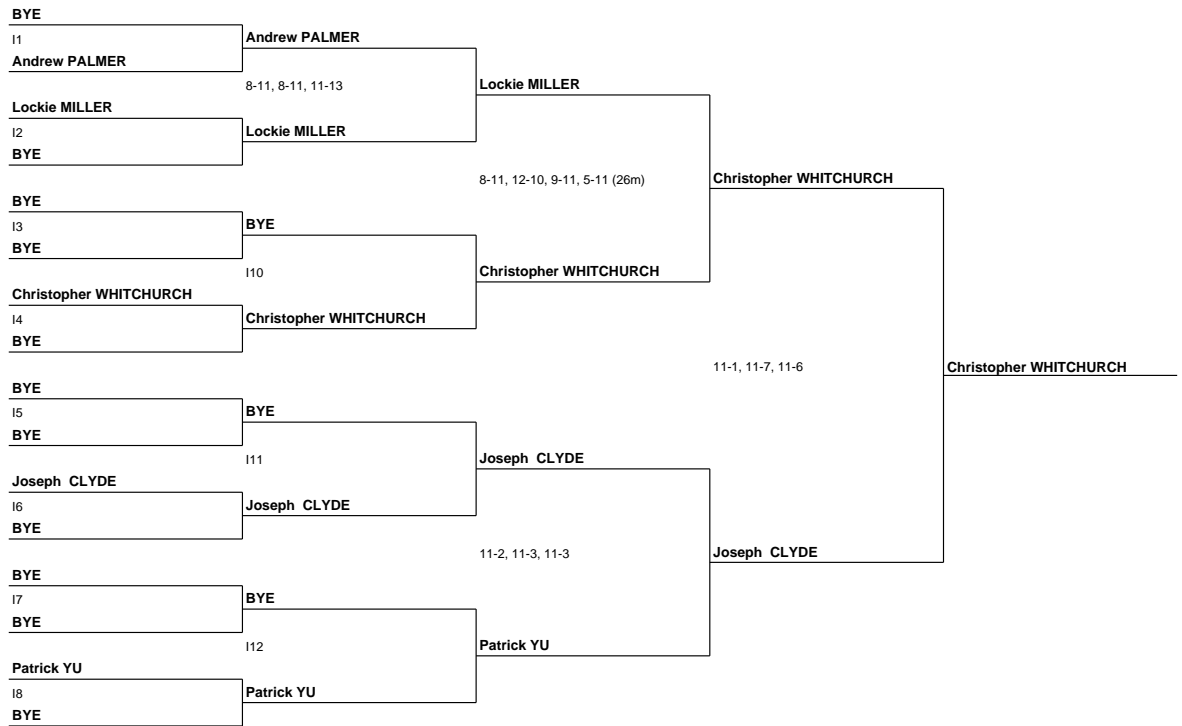 BYE
I1
Andrew PALMER
Andrew PALMER
8-11, 8-11, 11-13
Lockie MILLER
I2
BYE
Lockie MILLER
Lockie MILLER
8-11, 12-10, 9-11, 5-11 (26m)
BYE
I3
BYE
BYE
I10
Christopher WHITCHURCH
I4
BYE
Christopher WHITCHURCH
Christopher WHITCHURCH
Christopher WHITCHURCH
11-1, 11-7, 11-6
Christopher WHITCHURCH
BYE
I5
BYE
BYE
I11
Joseph CLYDE
I6
BYE
Joseph CLYDE
Joseph CLYDE
11-2, 11-3, 11-3
Joseph CLYDE
BYE
I7
BYE
BYE
I12
Patrick YU
I8
BYE
Patrick YU
Patrick YU